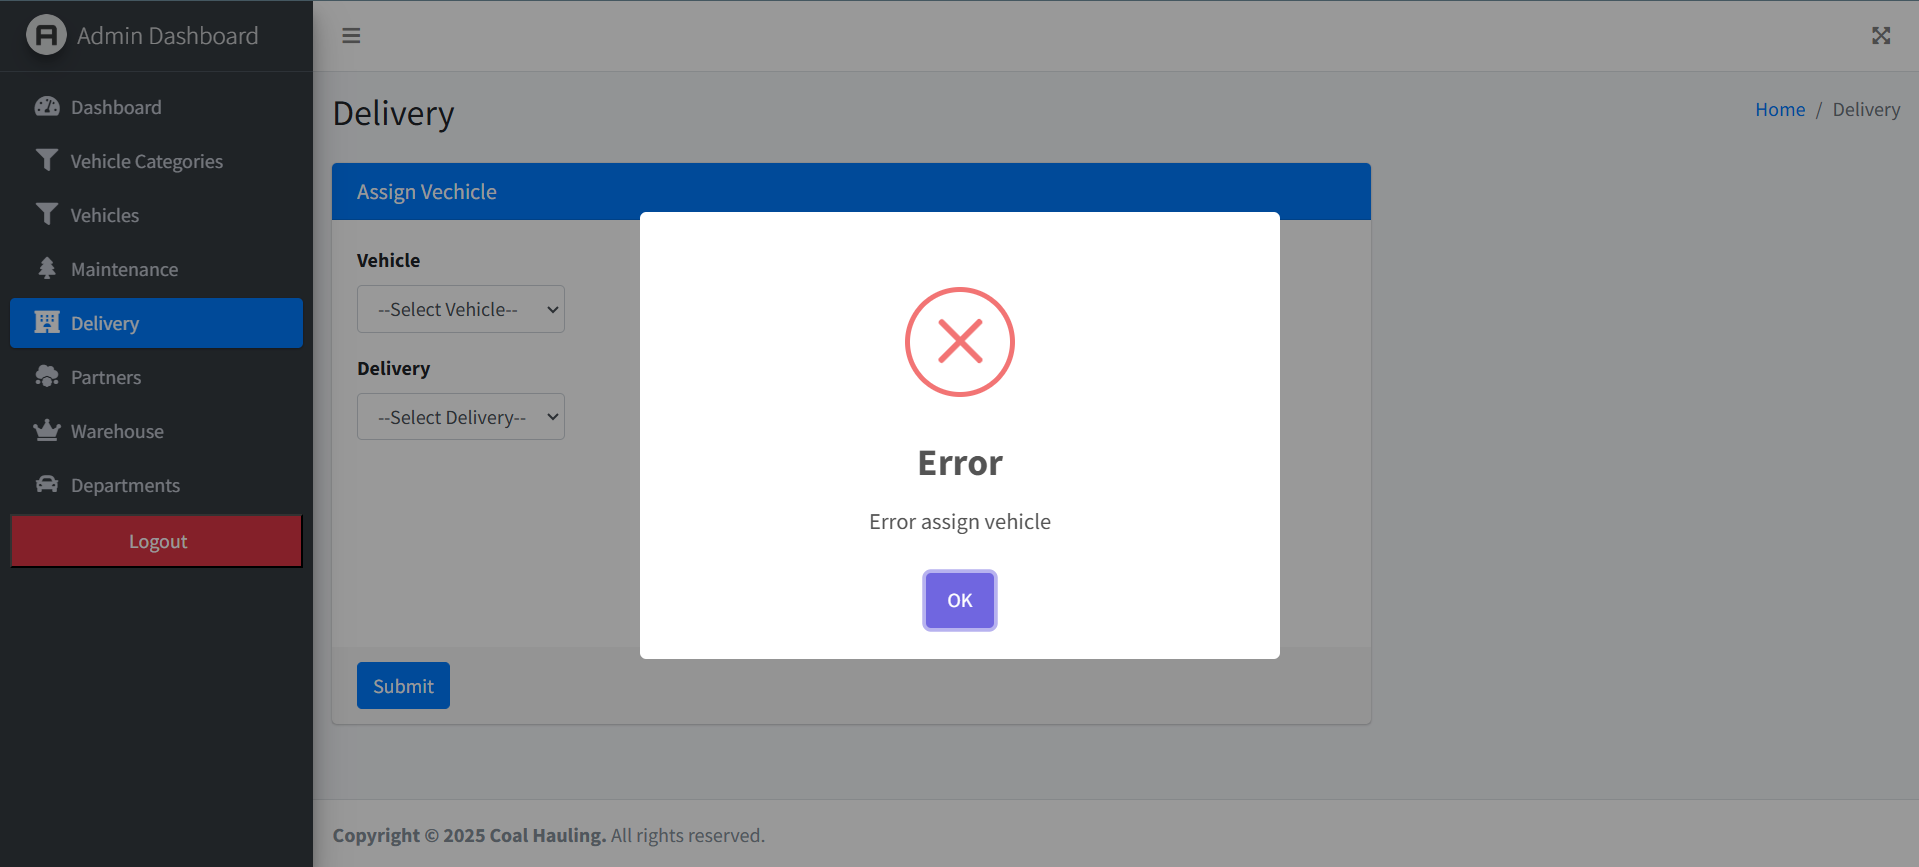 Admin Dashboard
Dashboard
Vehicle Categories
Vehicles
Maintenance
Delivery
Partners
Warehouse
Departments
Logout
Delivery
Home / Delivery
Assign Vechicle
Vehicle
--Select Vehicle--
Delivery
--Select Delivery--
Submit
Error
Error assign vehicle
OK
Copyright © 2025 Coal Hauling. All rights reserved.